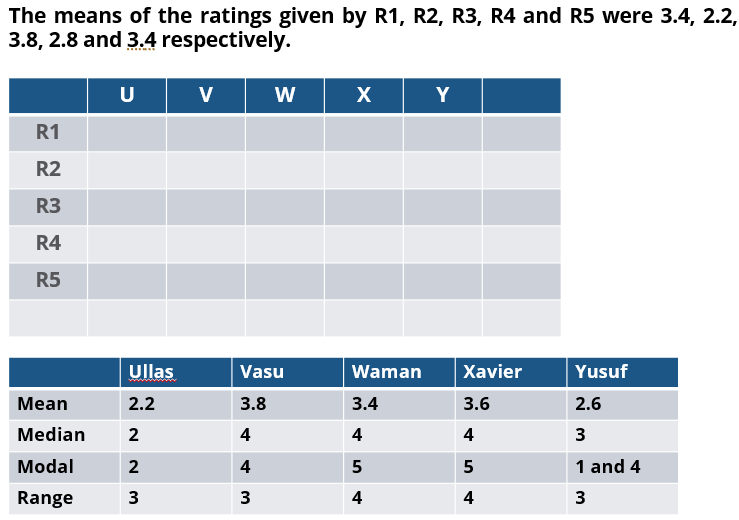 The means of the ratings given by R1, R2, R3, R4 and R5 were 3.4, 2.2,
3.8, 2.8 and 3.4 respectively.
U V W X Y
R1
R2
R3
R4
R5
Ullas Vasu Waman Xavier Yusuf
Mean 2.2 3.8 3.4 3.6 2.6
Median 2 4 4 4 3
Modal 2 4 5 5 1 and 4
Range 3 3 4 4 3